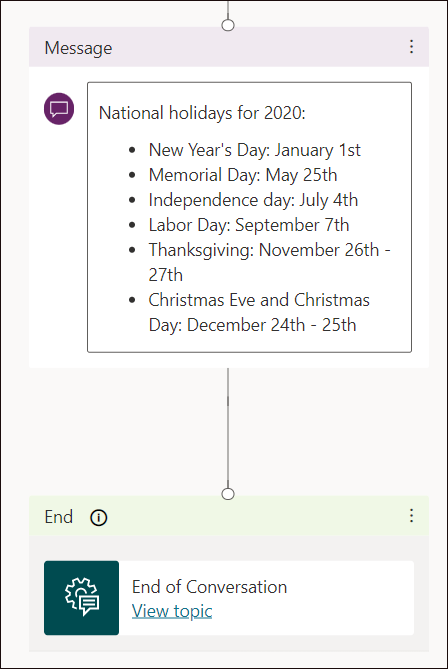 Message
National holidays for 2020:
• New Year's Day: January 1st
• Memorial Day: May 25th
• Independence day: July 4th
• Labor Day: September 7th
• Thanksgiving: November 26th -
27th
• Christmas Eve and Christmas
Day: December 24th - 25th
End
End of Conversation
View topic